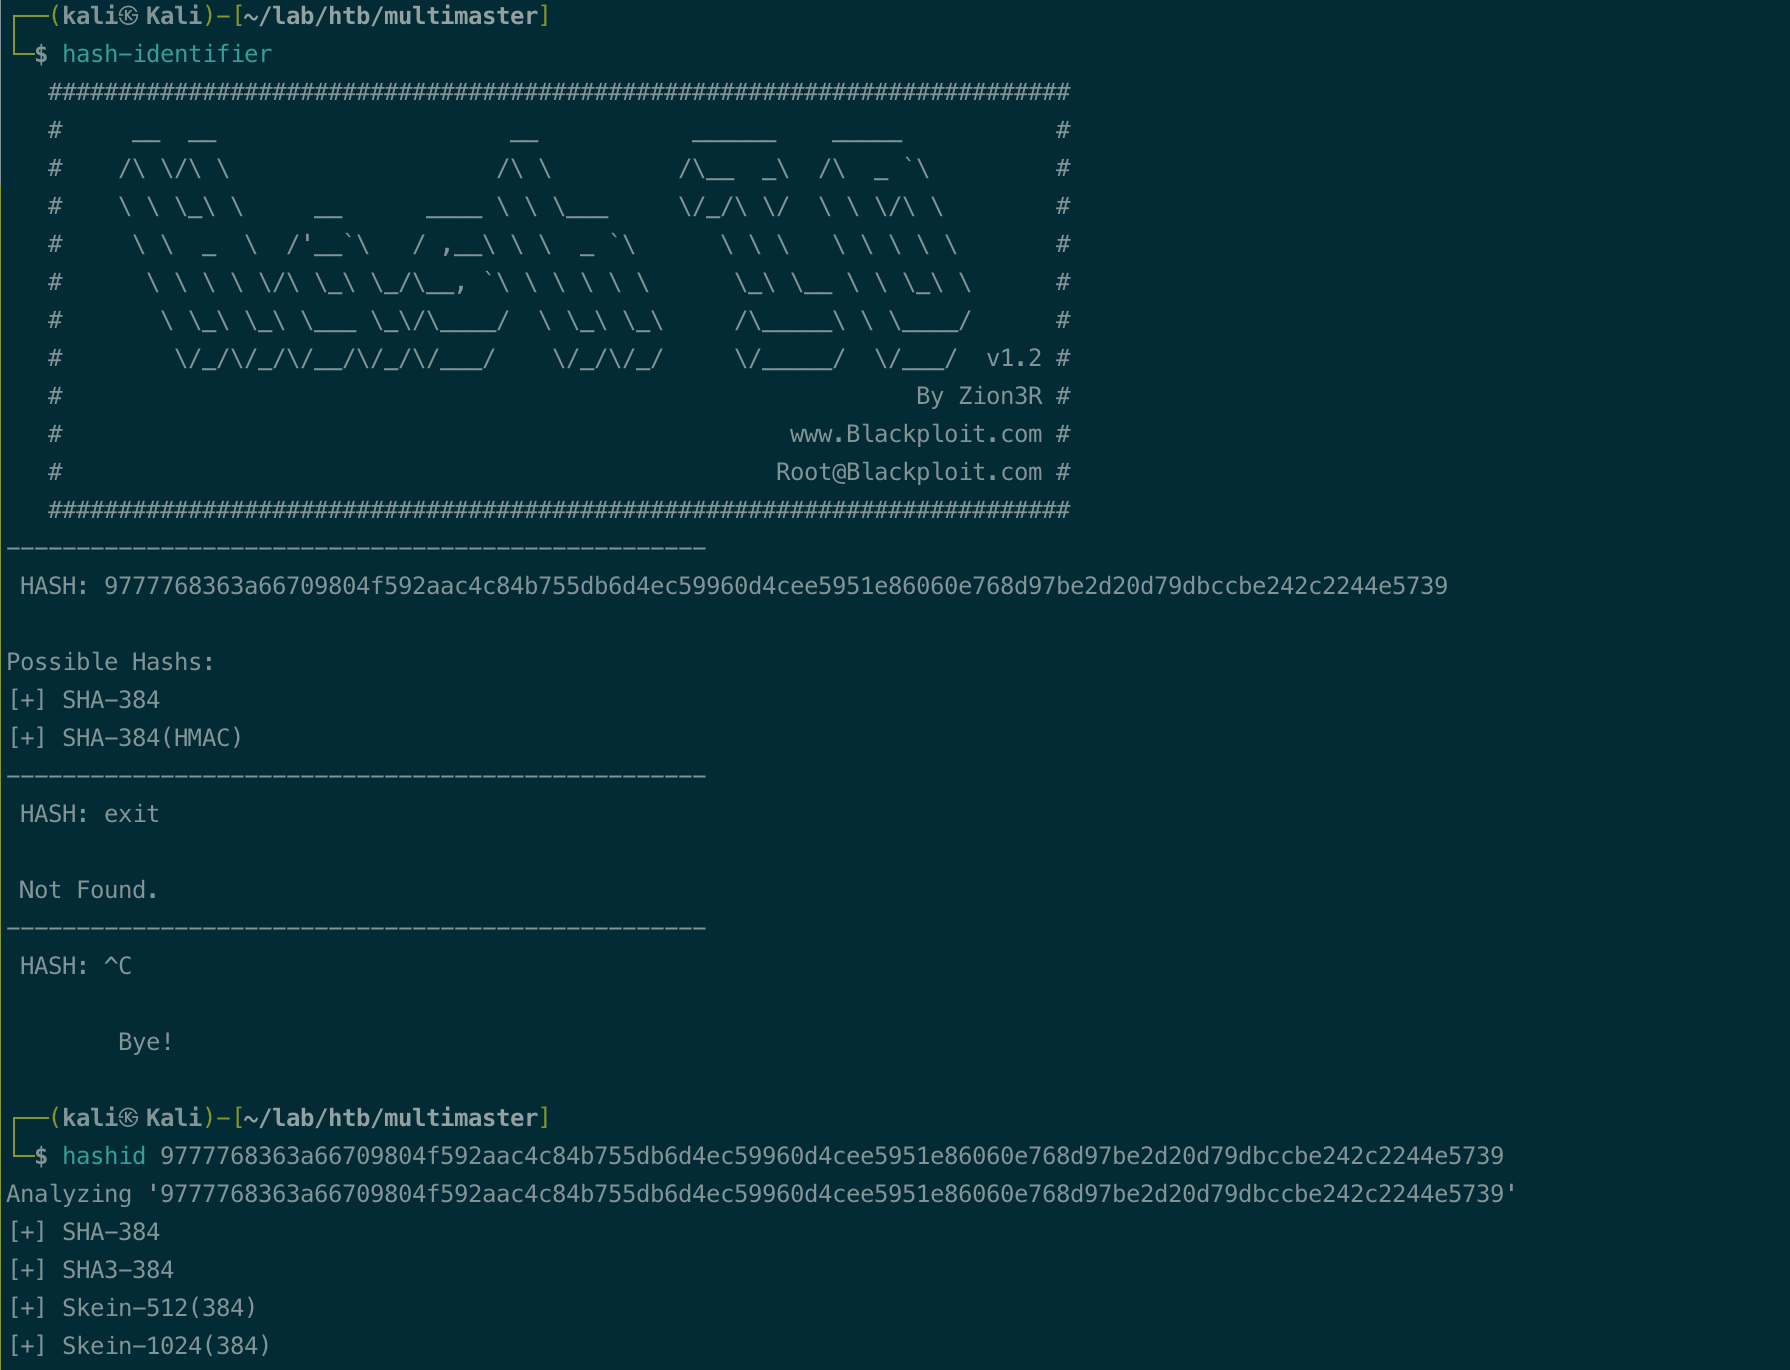 ┌──(kali㉿Kali)-[~/lab/htb/multimaster]
└─$ hash-identifier
   #########################################################################
   #     __  __                     __           ______    _____           #
   #    /\ \/\ \                   /\ \         /\__  _\  /\  _ `\         #
   #    \ \ \_\ \     __      ____ \ \ \___     \/_/\ \/  \ \ \/\ \        #
   #     \ \  _  \  /'__`\   / ,__\ \ \  _ `\      \ \ \   \ \ \ \ \       #
   #      \ \ \ \ \/\ \_\ \_/\__, `\ \ \ \ \ \      \_\ \__ \ \ \_\ \      #
   #       \ \_\ \_\ \___ \_\/\____/  \ \_\ \_\     /\_____\ \ \____/      #
   #        \/_/\/_/\/__/\/_/\/___/    \/_/\/_/     \/_____/  \/___/  v1.2 #
   #                                                             By Zion3R #
   #                                                    www.Blackploit.com #
   #                                                   Root@Blackploit.com #
   #########################################################################
--------------------------------------------------
 HASH: 9777768363a66709804f592aac4c84b755db6d4ec59960d4cee5951e86060e768d97be2d20d79dbccbe242c2244e5739
Possible Hashs:
[+] SHA-384
[+] SHA-384(HMAC)
--------------------------------------------------
 HASH: exit
 Not Found.
--------------------------------------------------
 HASH: ^C
        Bye!
┌──(kali㉿Kali)-[~/lab/htb/multimaster]
└─$ hashid 9777768363a66709804f592aac4c84b755db6d4ec59960d4cee5951e86060e768d97be2d20d79dbccbe242c2244e5739
Analyzing '9777768363a66709804f592aac4c84b755db6d4ec59960d4cee5951e86060e768d97be2d20d79dbccbe242c2244e5739'
[+] SHA-384
[+] SHA3-384
[+] Skein-512(384)
[+] Skein-1024(384)